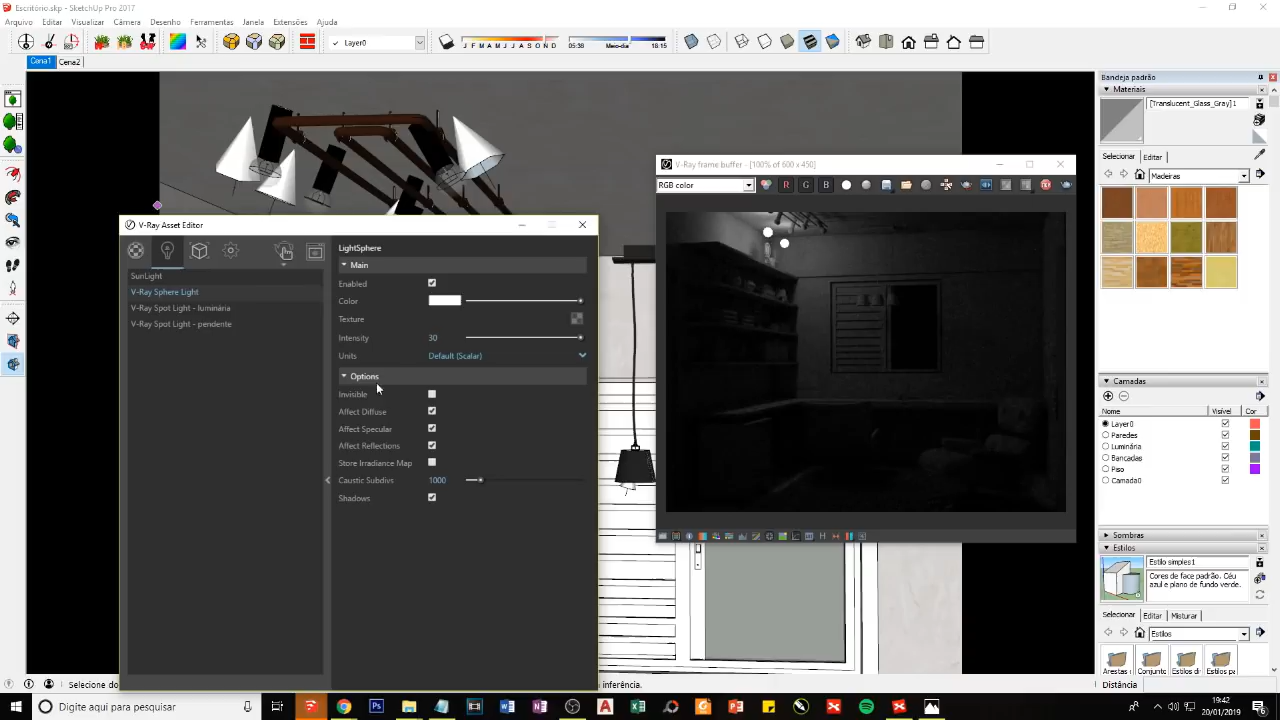 Escritório.skp - SketchUp Pro 2017
Arquivo Editar Visualizar Câmera Desenho Ferramentas Janela Extensões Ajuda
Layer0
J F M A M J J A S O N D
05:38 Meio-dia 18:15
Cena1 Cena2
Bandeja padrão
Materiais
[Translucent_Glass_Gray]1
Selecionar Editar
Madeiras
V-Ray frame buffer - [100% of 600 x 450]
RGB color
R G B
V-Ray Asset Editor
SunLight
V-Ray Sphere Light
V-Ray Spot Light - luminária
V-Ray Spot Light - pendente
LightSphere
Main
Enabled
Color
Texture
Intensity 30
Units Default (Scalar)
Options
Invisible
Affect Diffuse
Affect Specular
Affect Reflections
Store Irradiance Map
Caustic Subdivs 1000
Shadows
Camadas
Nome Visível Cor
Layer0
Paredes
Luminária
Bancadas
Piso
Camada0
Sombras
Estilos
Estilo simples1
Cores de face padrão. Céu
azul e plano de fundo verde.
Selecionar Editar Misturar
Estilos
Arestas Conjunto Estilos Estilos p
Selecione do
inferência.
Distância
Digite aqui para pesquisar
19:42
20/01/2019